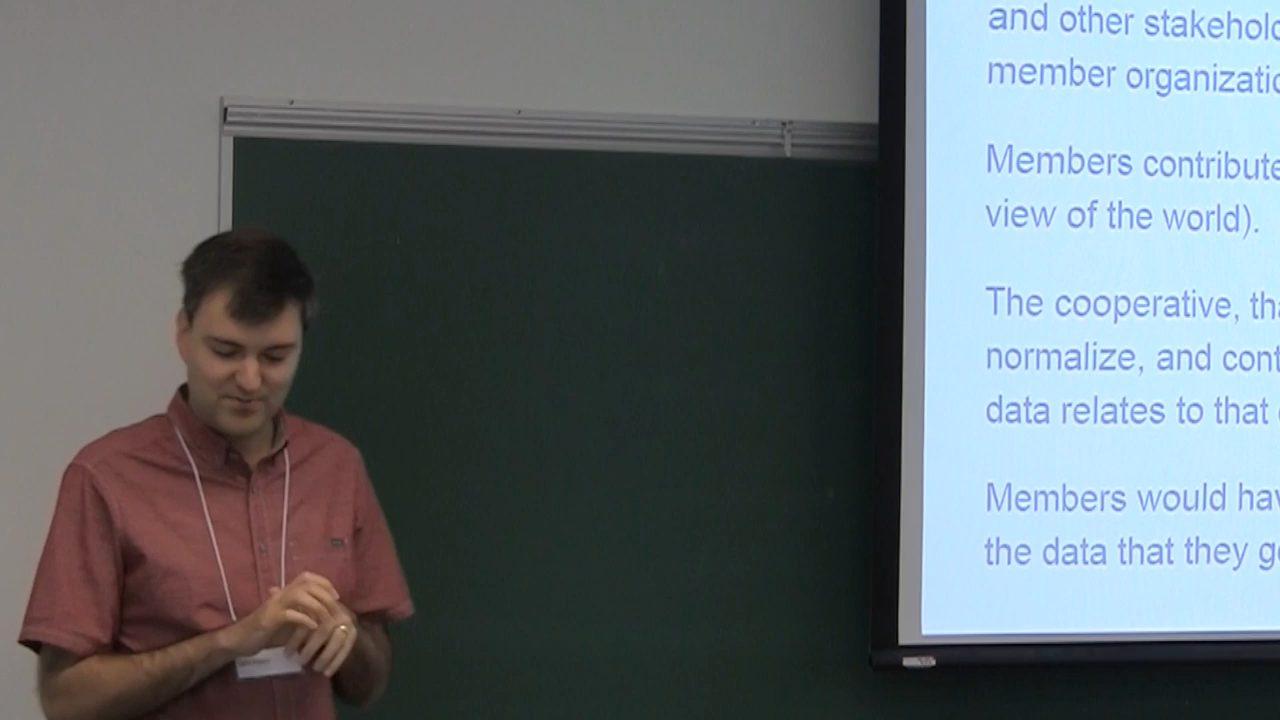 and other stakehol
member organizatio
Members contribute
view of the world).
The cooperative, tha
normalize, and cont
data relates to that
Members would hav
the data that they g